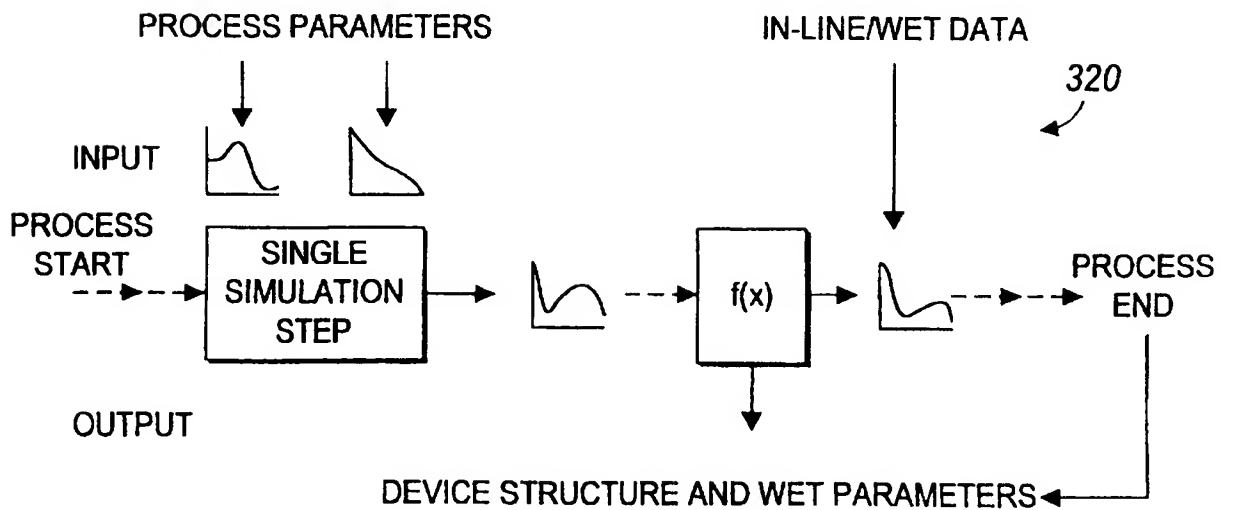 PROCESS PARAMETERS
IN-LINE/WET DATA
320
INPUT
PROCESS
START
SINGLE
SIMULATION
STEP
f(x)
PROCESS
END
OUTPUT
DEVICE STRUCTURE AND WET PARAMETERS